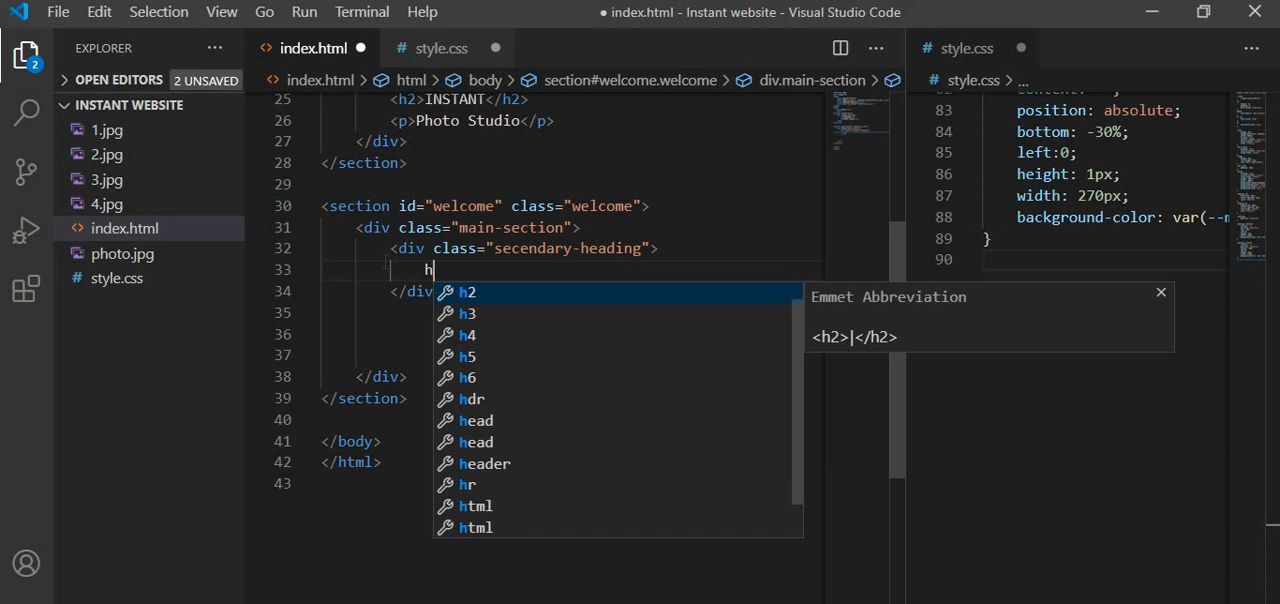 File Edit Selection View Go Run Terminal Help
● index.html - Instant website - Visual Studio Code
EXPLORER ···
OPEN EDITORS 2 UNSAVED
INSTANT WEBSITE
1.jpg
2.jpg
3.jpg
4.jpg
index.html
photo.jpg
style.css
2
index.html ●
style.css ●
index.html > html > body > section#welcome.welcome > div.main-section >
25 <h2>INSTANT</h2>
26 <p>Photo Studio</p>
27 </div>
28 </section>
29
30 <section id="welcome" class="welcome">
31 <div class="main-section">
32 <div class="secendary-heading">
33 h
34 </div
35
36
37
38 </div>
39 </section>
40
41 </body>
42 </html>
43
h2
h3
h4
h5
h6
hdr
head
head
header
hr
html
html
Emmet Abbreviation
<h2>|</h2>
style.css ●
style.css > ...
83 position: absolute;
84 bottom: -30%;
85 left:0;
86 height: 1px;
87 width: 270px;
88 background-color: var(--m
89 }
90